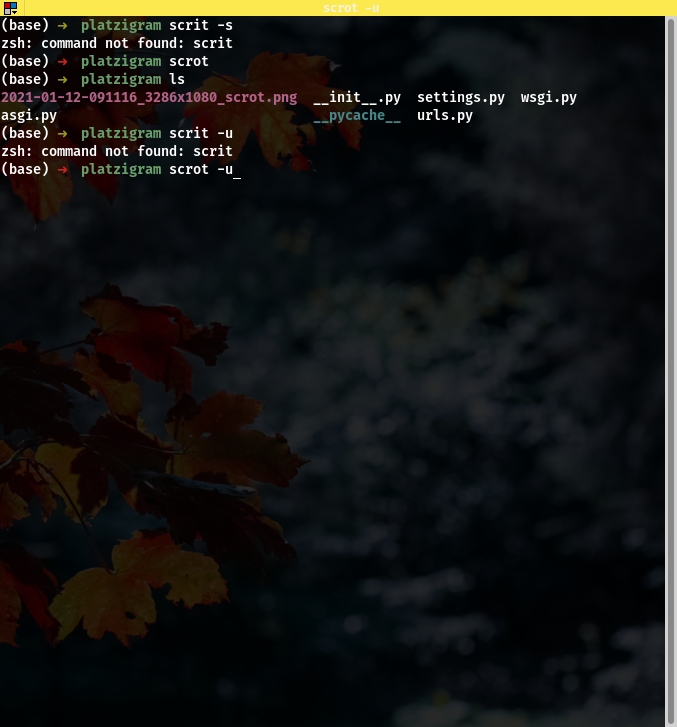 scrot -u
(base) → platzigram scrit -s
zsh: command not found: scrit
(base) → platzigram scrot
(base) → platzigram ls
2021-01-12-091116_3286x1080_scrot.png  __init__.py  settings.py  wsgi.py
asgi.py  __pycache__  urls.py
(base) → platzigram scrit -u
zsh: command not found: scrit
(base) → platzigram scrot -u_